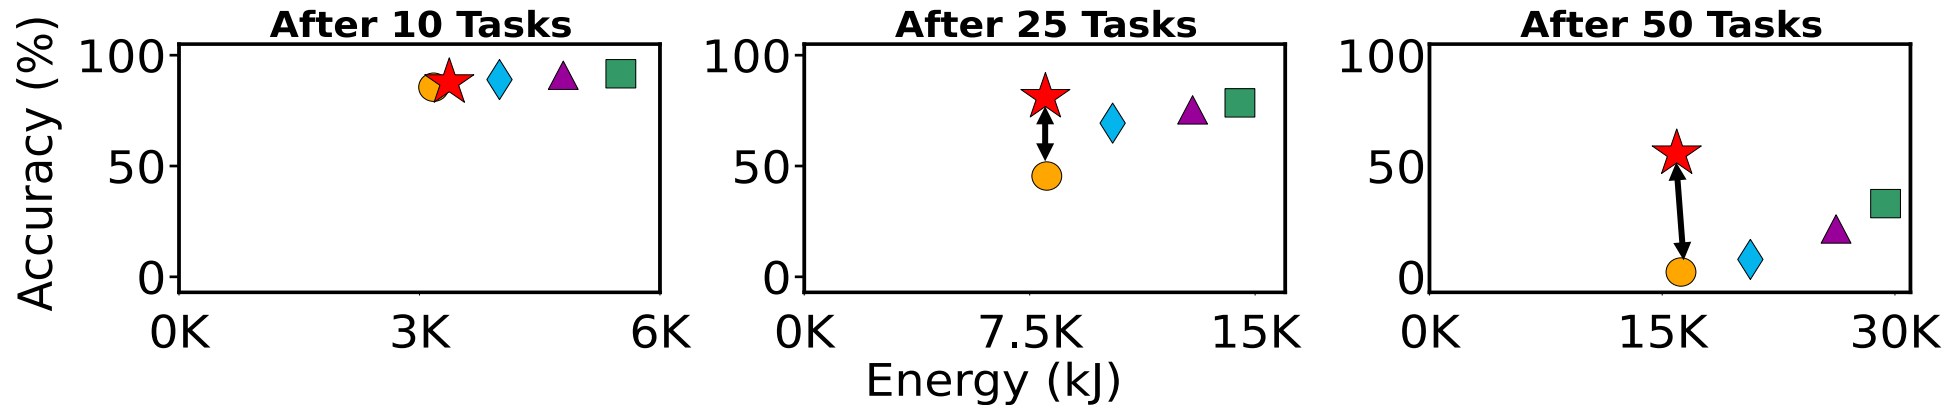 After 10 Tasks
After 25 Tasks
After 50 Tasks
Accuracy (%)
100
50
0
0K
3K
6K
100
50
0
0K
7.5K
15K
100
50
0
0K
15K
30K
Energy (kJ)